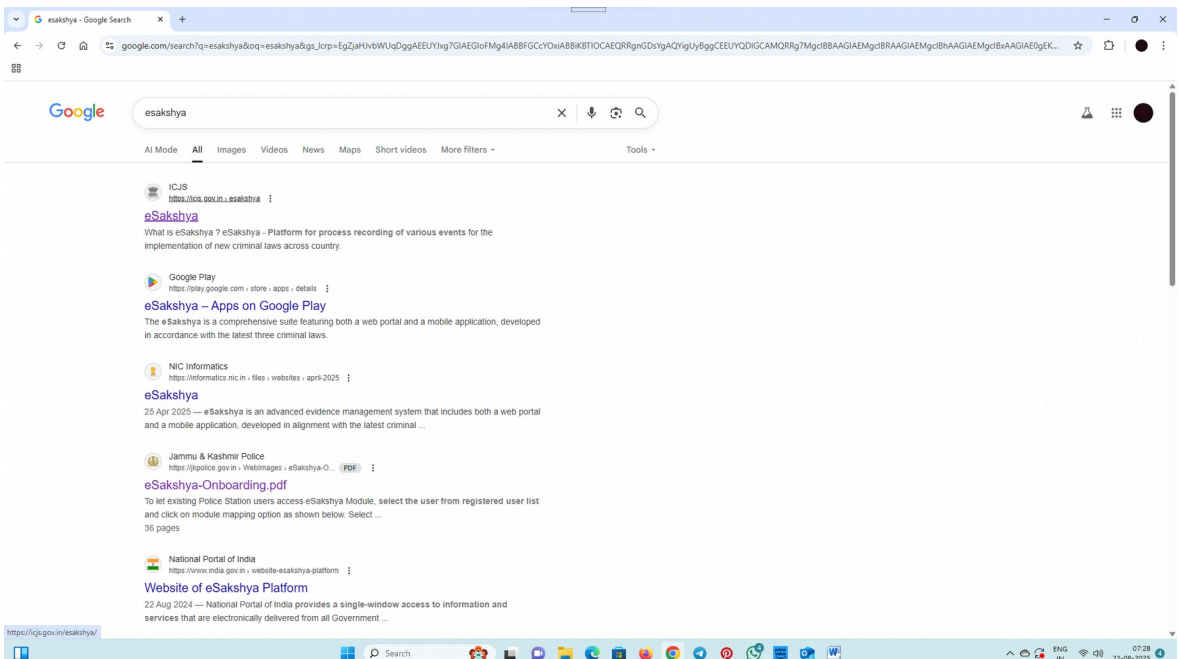 esakshya - Google Search
google.com/search?q=esakshya&oq=esakshya&gs_lcrp=EgZjaHJvbWUqDggAEEUYJxg7GIAEGIoFMg4IABBFGCcYOxiABBiKBTIOCAEQRRgnGDsYgAQYigUyBggCEEUYQDIGCAMQRRg7MgcIBBAAGIAEMgcIBRAAGIAEMgcIBhAAGIAEMgcIBxAAGIAE0gEK...
Google
esakshya
AI Mode All Images Videos News Maps Short videos More filters Tools
ICJS
https://icjs.gov.in › esakshya
eSakshya
What is eSakshya ? eSakshya - Platform for process recording of various events for the
implementation of new criminal laws across country.
Google Play
https://play.google.com › store › apps › details
eSakshya – Apps on Google Play
The eSakshya is a comprehensive suite featuring both a web portal and a mobile application, developed
in accordance with the latest three criminal laws.
NIC Informatics
https://informatics.nic.in › files › websites › april-2025
eSakshya
25 Apr 2025 — eSakshya is an advanced evidence management system that includes both a web portal
and a mobile application, developed in alignment with the latest criminal ...
Jammu & Kashmir Police
https://jkpolice.gov.in › WebImages › eSakshya-O... PDF
eSakshya-Onboarding.pdf
To let existing Police Station users access eSakshya Module, select the user from registered user list
and click on module mapping option as shown below. Select ...
36 pages
National Portal of India
https://www.india.gov.in › website-esakshya-platform
Website of eSakshya Platform
22 Aug 2024 — National Portal of India provides a single-window access to information and
services that are electronically delivered from all Government ...
https://icjs.gov.in/esakshya/
Search
ENG
IN
07:28
22-08-2025